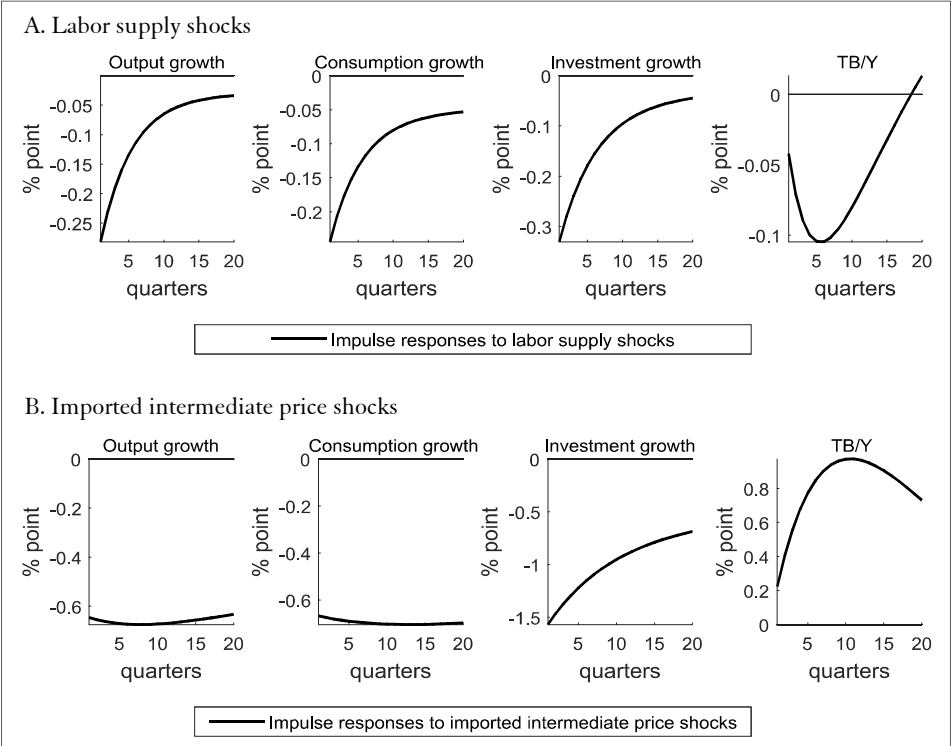 A. Labor supply shocks
Output growth
Consumption growth
Investment growth
TB/Y
% point
-0.05
-0.1
-0.15
-0.2
-0.25
5 10 15 20
quarters
% point
0
-0.05
-0.1
-0.15
-0.2
5 10 15 20
quarters
% point
0
-0.1
-0.2
-0.3
5 10 15 20
quarters
% point
0
-0.05
-0.1
5 10 15 20
quarters
Impulse responses to labor supply shocks
B. Imported intermediate price shocks
Output growth
Consumption growth
Investment growth
TB/Y
% point
0
-0.2
-0.4
-0.6
5 10 15 20
quarters
% point
0
-0.2
-0.4
-0.6
5 10 15 20
quarters
% point
0
-0.5
-1
-1.5
5 10 15 20
quarters
% point
0.8
0.6
0.4
0.2
0
5 10 15 20
quarters
Impulse responses to imported intermediate price shocks